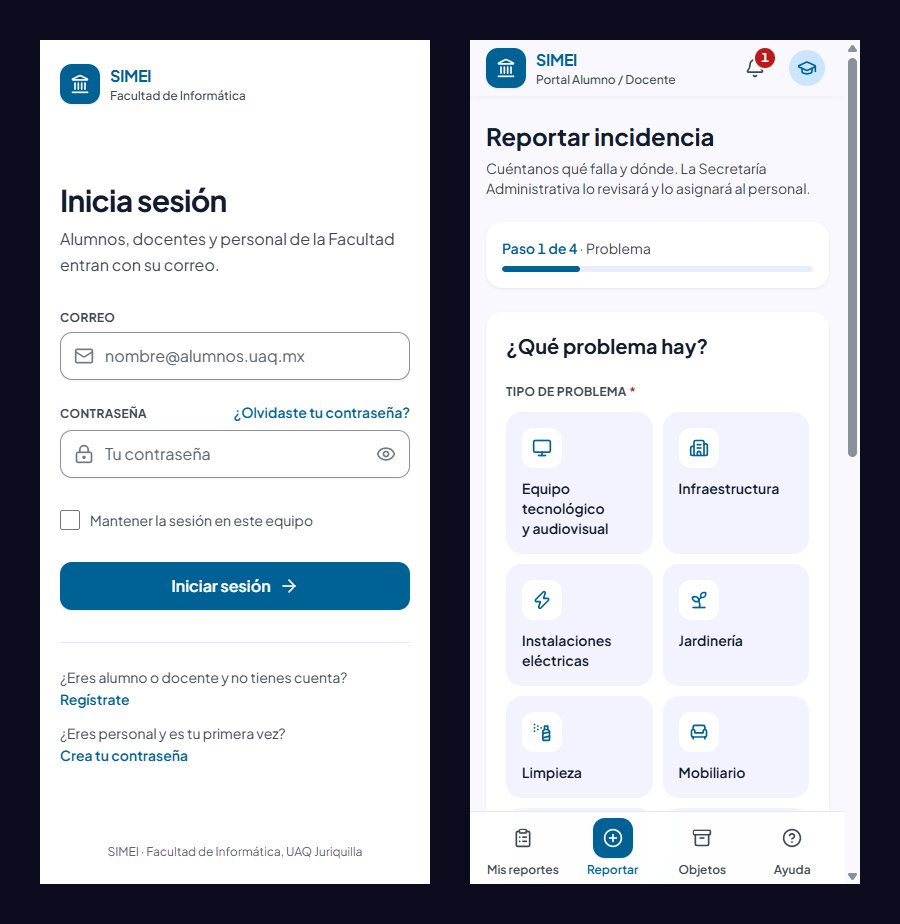 SIMEI
Facultad de Informática
Inicia sesión
Alumnos, docentes y personal de la Facultad
entran con su correo.
CORREO
nombre@alumnos.uaq.mx
CONTRASEÑA
¿Olvidaste tu contraseña?
Tu contraseña
Mantener la sesión en este equipo
Iniciar sesión
¿Eres alumno o docente y no tienes cuenta?
Regístrate
¿Eres personal y es tu primera vez?
Crea tu contraseña
SIMEI · Facultad de Informática, UAQ Juriquilla
SIMEI
Portal Alumno / Docente
1
Reportar incidencia
Cuéntanos qué falla y dónde. La Secretaría
Administrativa lo revisará y lo asignará al personal.
Paso 1 de 4 · Problema
¿Qué problema hay?
TIPO DE PROBLEMA *
Equipo
tecnológico
y audiovisual
Infraestructura
Instalaciones
eléctricas
Jardinería
Limpieza
Mobiliario
Mis reportes
Reportar
Objetos
Ayuda